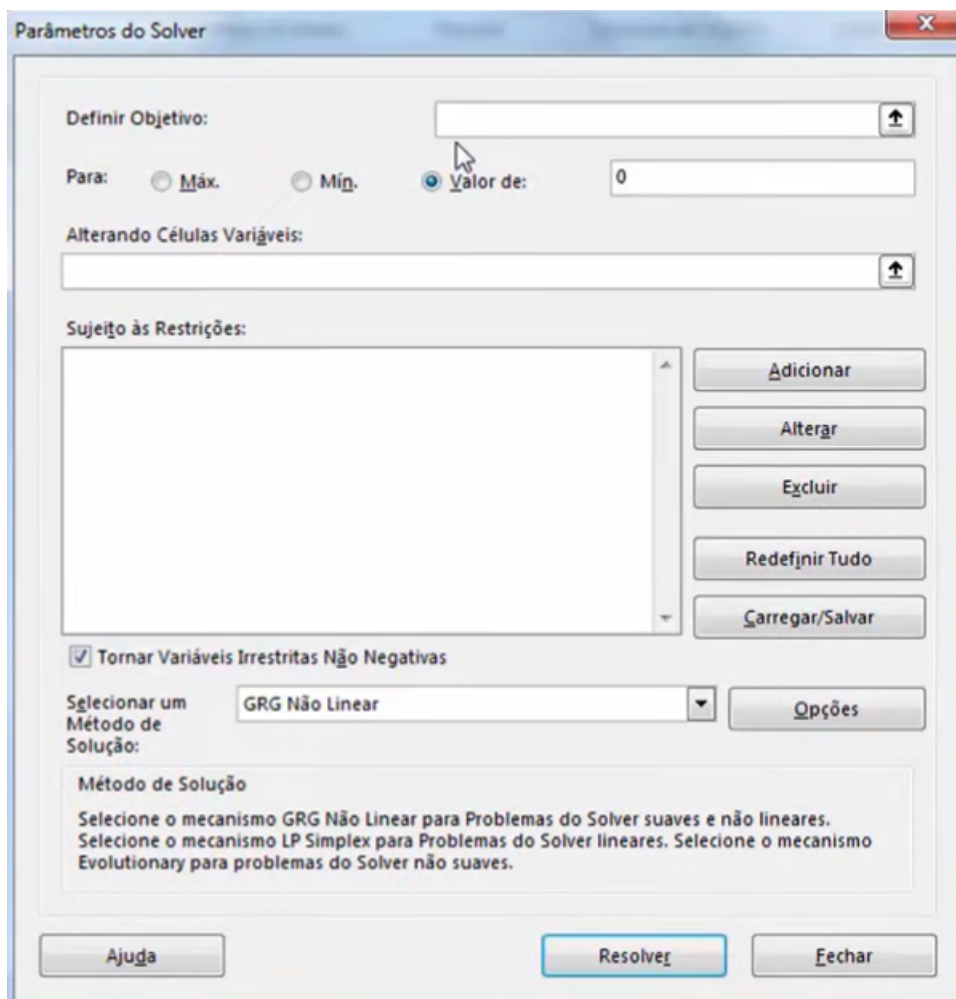 Parâmetros do Solver
Definir Objetivo:
Para:
Máx.
Mín.
Valor de:
0
Alterando Células Variáveis:
Sujeito às Restrições:
Adicionar
Alterar
Excluir
Redefinir Tudo
Carregar/Salvar
Tornar Variáveis Irrestritas Não Negativas
Selecionar um
Método de
Solução:
GRG Não Linear
Opções
Método de Solução
Selecione o mecanismo GRG Não Linear para Problemas do Solver suaves e não lineares.
Selecione o mecanismo LP Simplex para Problemas do Solver lineares. Selecione o mecanismo
Evolutionary para problemas do Solver não suaves.
Ajuda
Resolver
Fechar